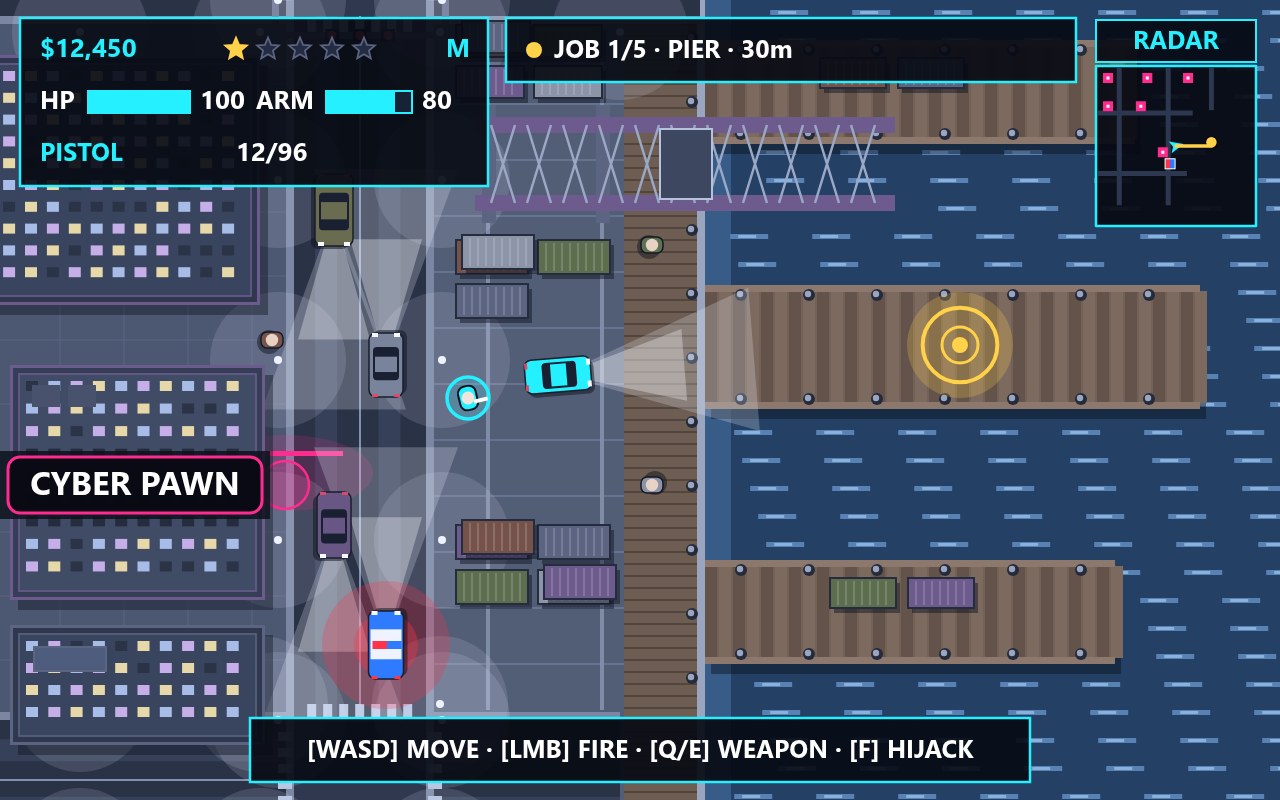 $12,450 M
HP 100 ARM 80
PISTOL 12/96
JOB 1/5 · PIER · 30m
RADAR
CYBER PAWN
[WASD] MOVE · [LMB] FIRE · [Q/E] WEAPON · [F] HIJACK